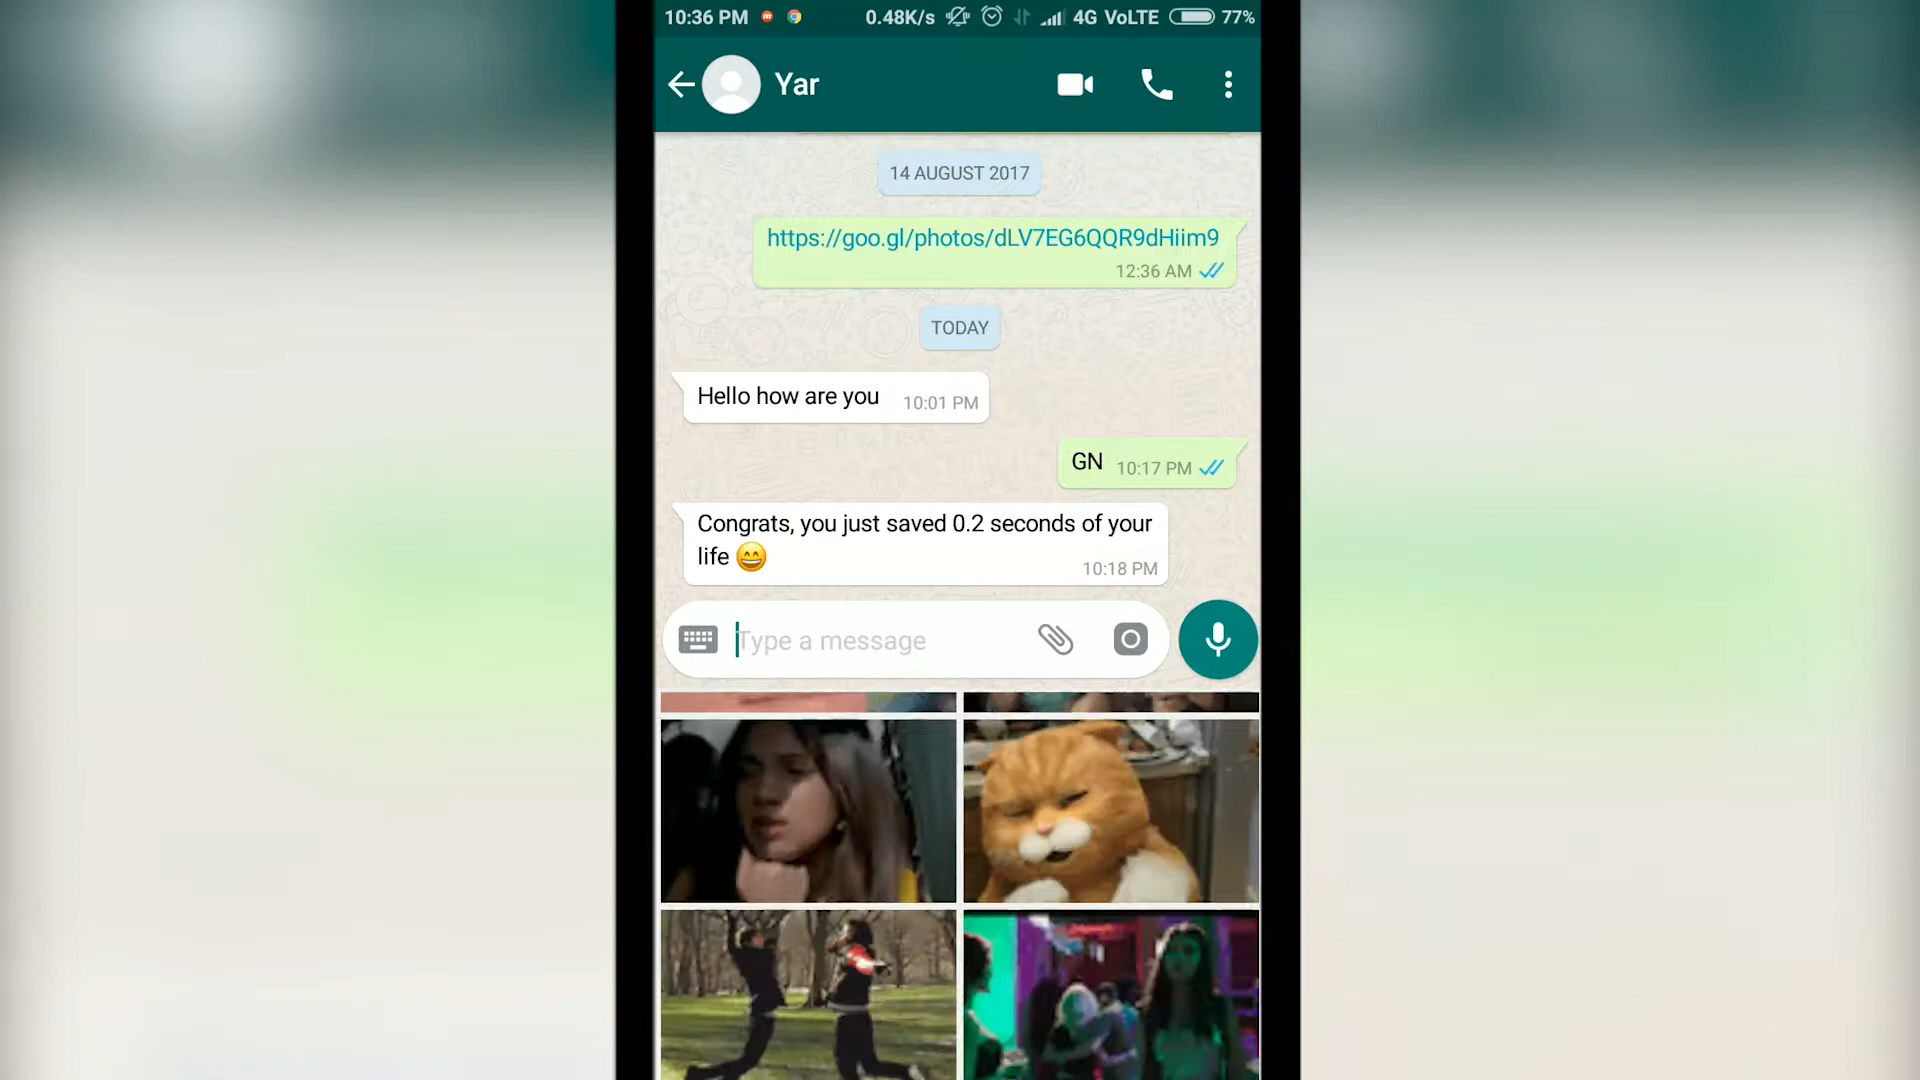 10:36 PM 0.48K/s 4G VoLTE 77%
Yar
14 AUGUST 2017
https://goo.gl/photos/dLV7EG6QQR9dHiim9
12:36 AM
TODAY
Hello how are you 10:01 PM
GN 10:17 PM
Congrats, you just saved 0.2 seconds of your
life 😄
10:18 PM
Type a message